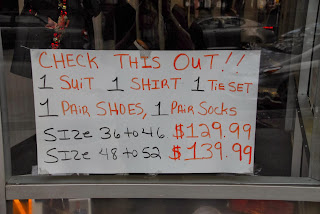 CHECK THIS OUT!!
1 SUIT 1 SHIRT 1 TIE SET
1 PAIR SHOES, 1 PAIR SOCKS
SIZE 36 TO 46 $129.99
SIZE 48 TO 52 $139.99